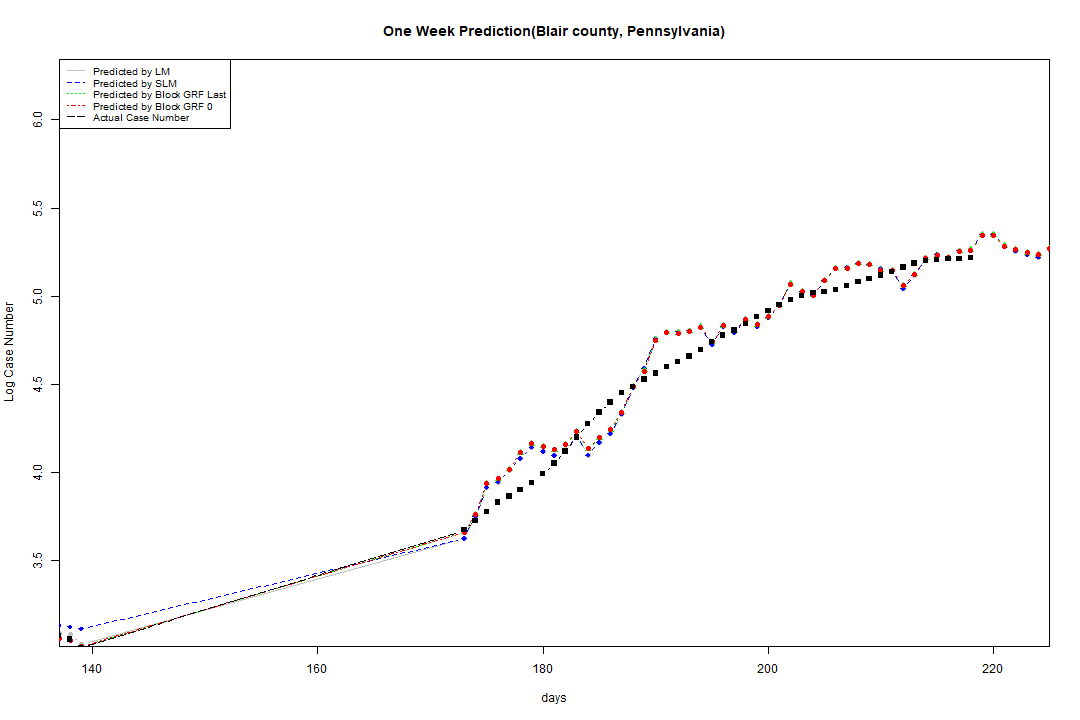 One Week Prediction(Blair county, Pennsylvania)
Predicted by LM
Predicted by SLM
Predicted by Block GRF Last
Predicted by Block GRF 0
Actual Case Number
6.0
5.5
5.0
4.5
4.0
3.5
Log Case Number
140 160 180 200 220
days